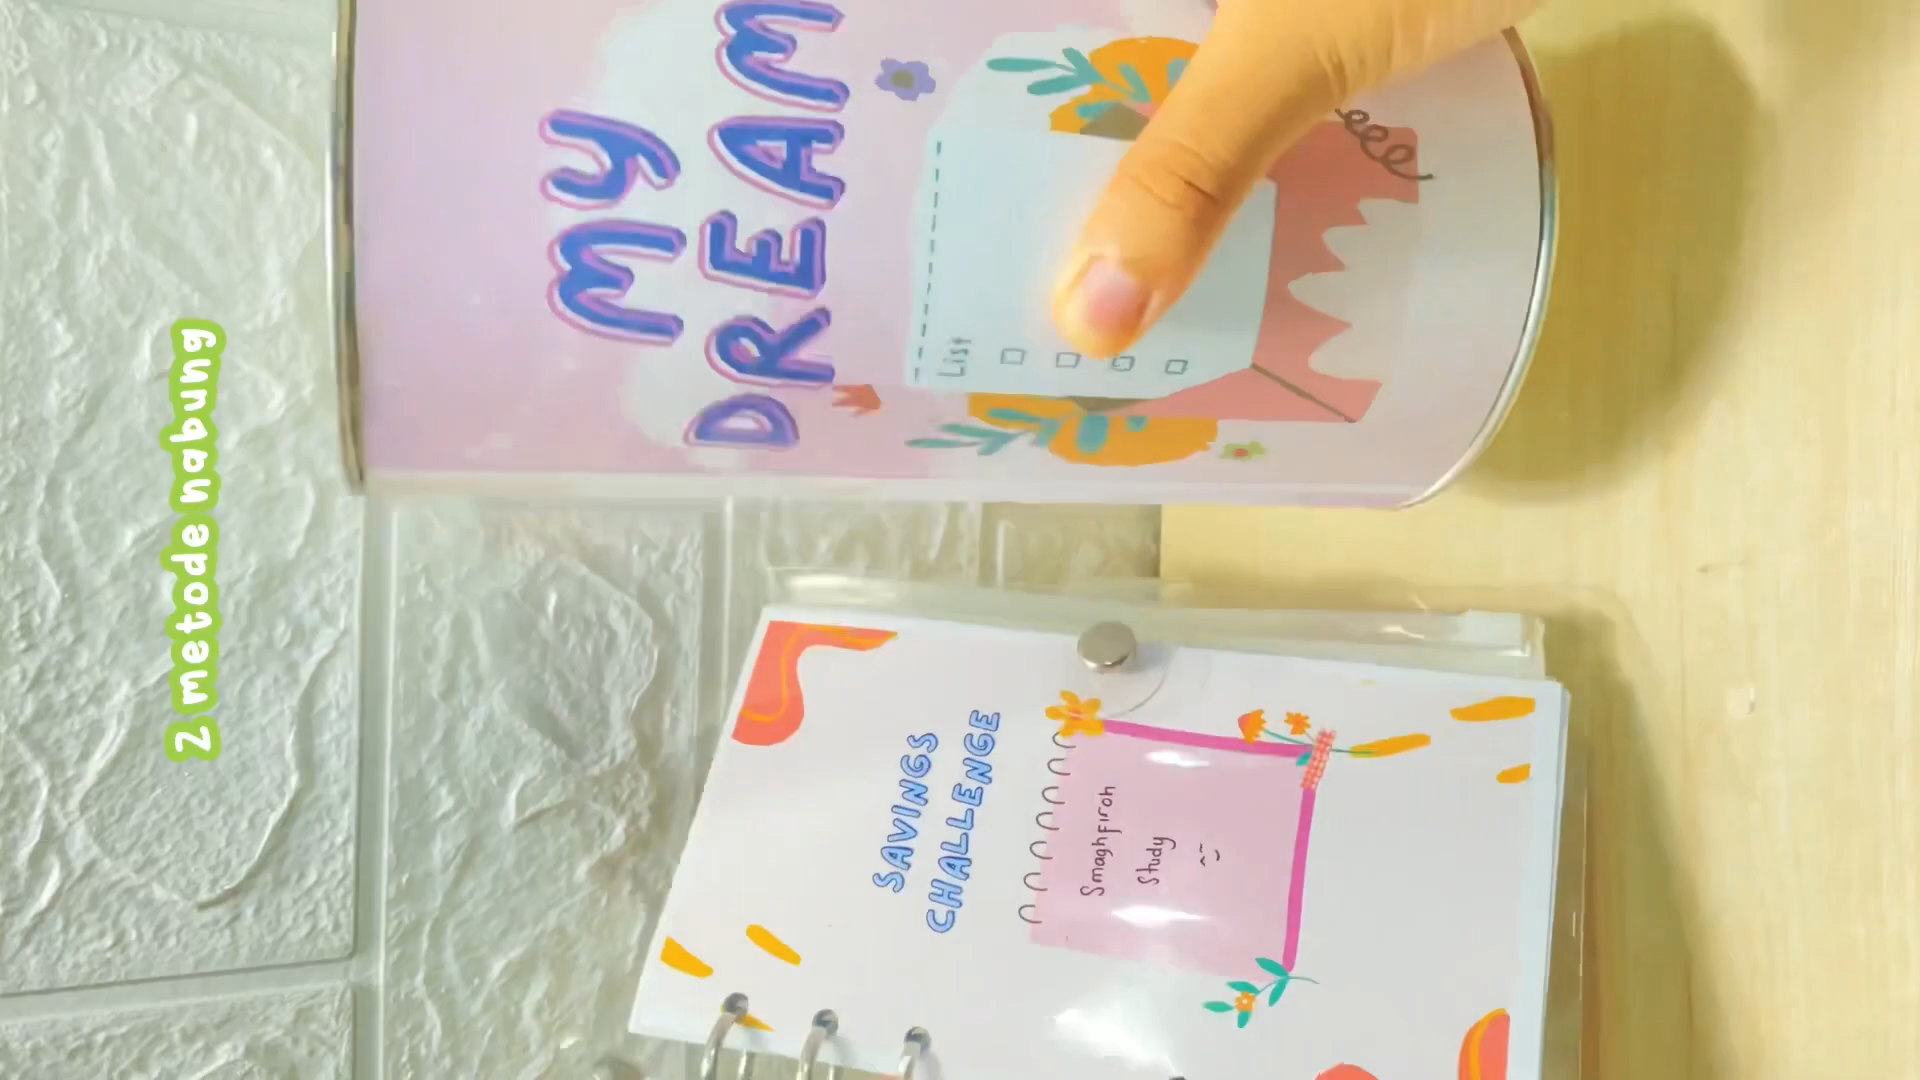 2 metode nabung
MY
DREAM
List
SAVINGS
CHALLENGE
Smaghfiroh
Study